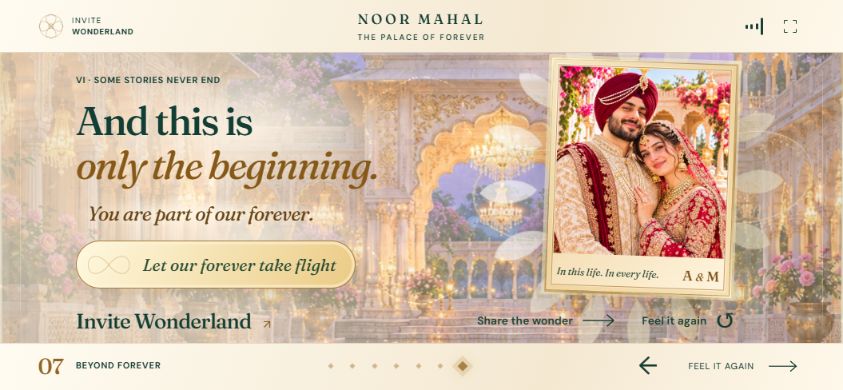 INVITE
WONDERLAND
NOOR MAHAL
THE PALACE OF FOREVER
VI · SOME STORIES NEVER END
And this is
only the beginning.
You are part of our forever.
Let our forever take flight
In this life. In every life.
A & M
Invite Wonderland
Share the wonder
Feel it again
07
BEYOND FOREVER
FEEL IT AGAIN